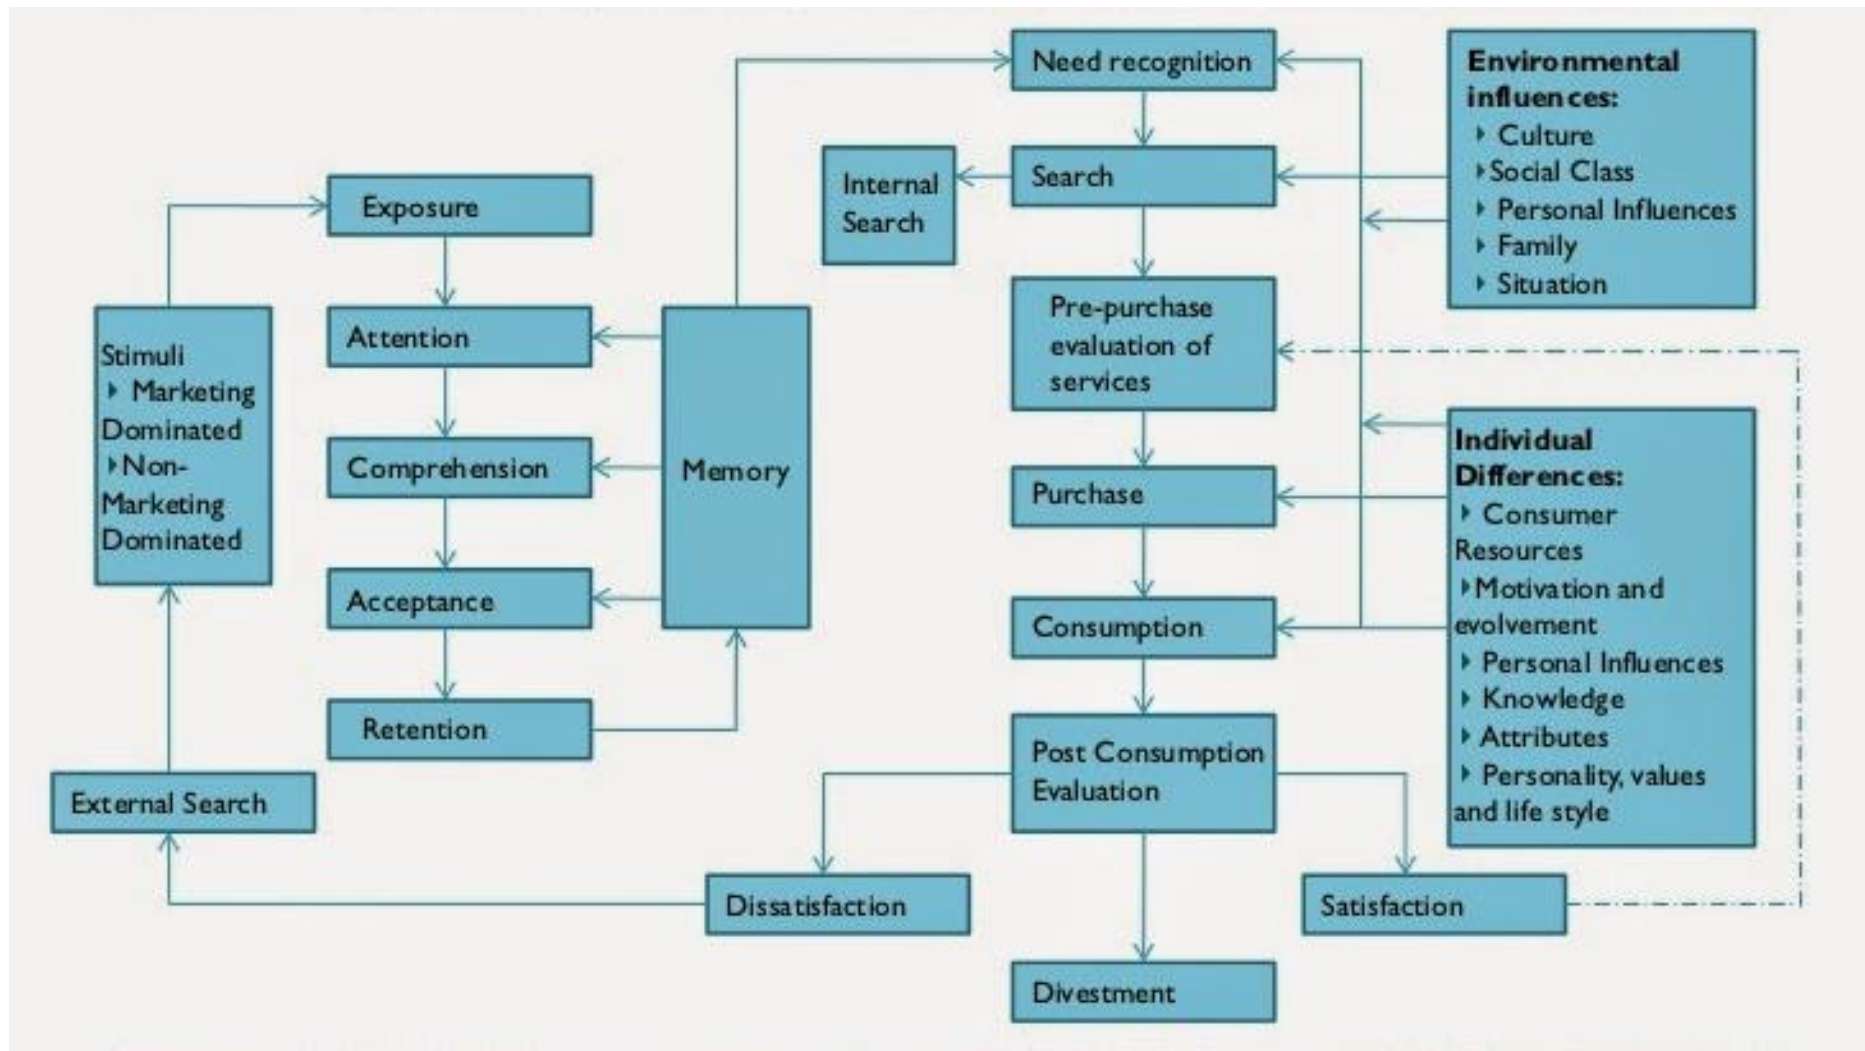 Need recognition
Environmental
influences:
Culture
Social Class
Personal Influences
Family
Situation
Internal
Search
Search
Exposure
Pre-purchase
evaluation of
services
Attention
Stimuli
Marketing
Dominated
Non-
Marketing
Dominated
Comprehension
Memory
Individual
Differences:
Consumer
Resources
Motivation and
evolvement
Personal Influences
Knowledge
Attributes
Personality, values
and life style
Purchase
Acceptance
Consumption
Retention
Post Consumption
Evaluation
External Search
Dissatisfaction
Satisfaction
Divestment